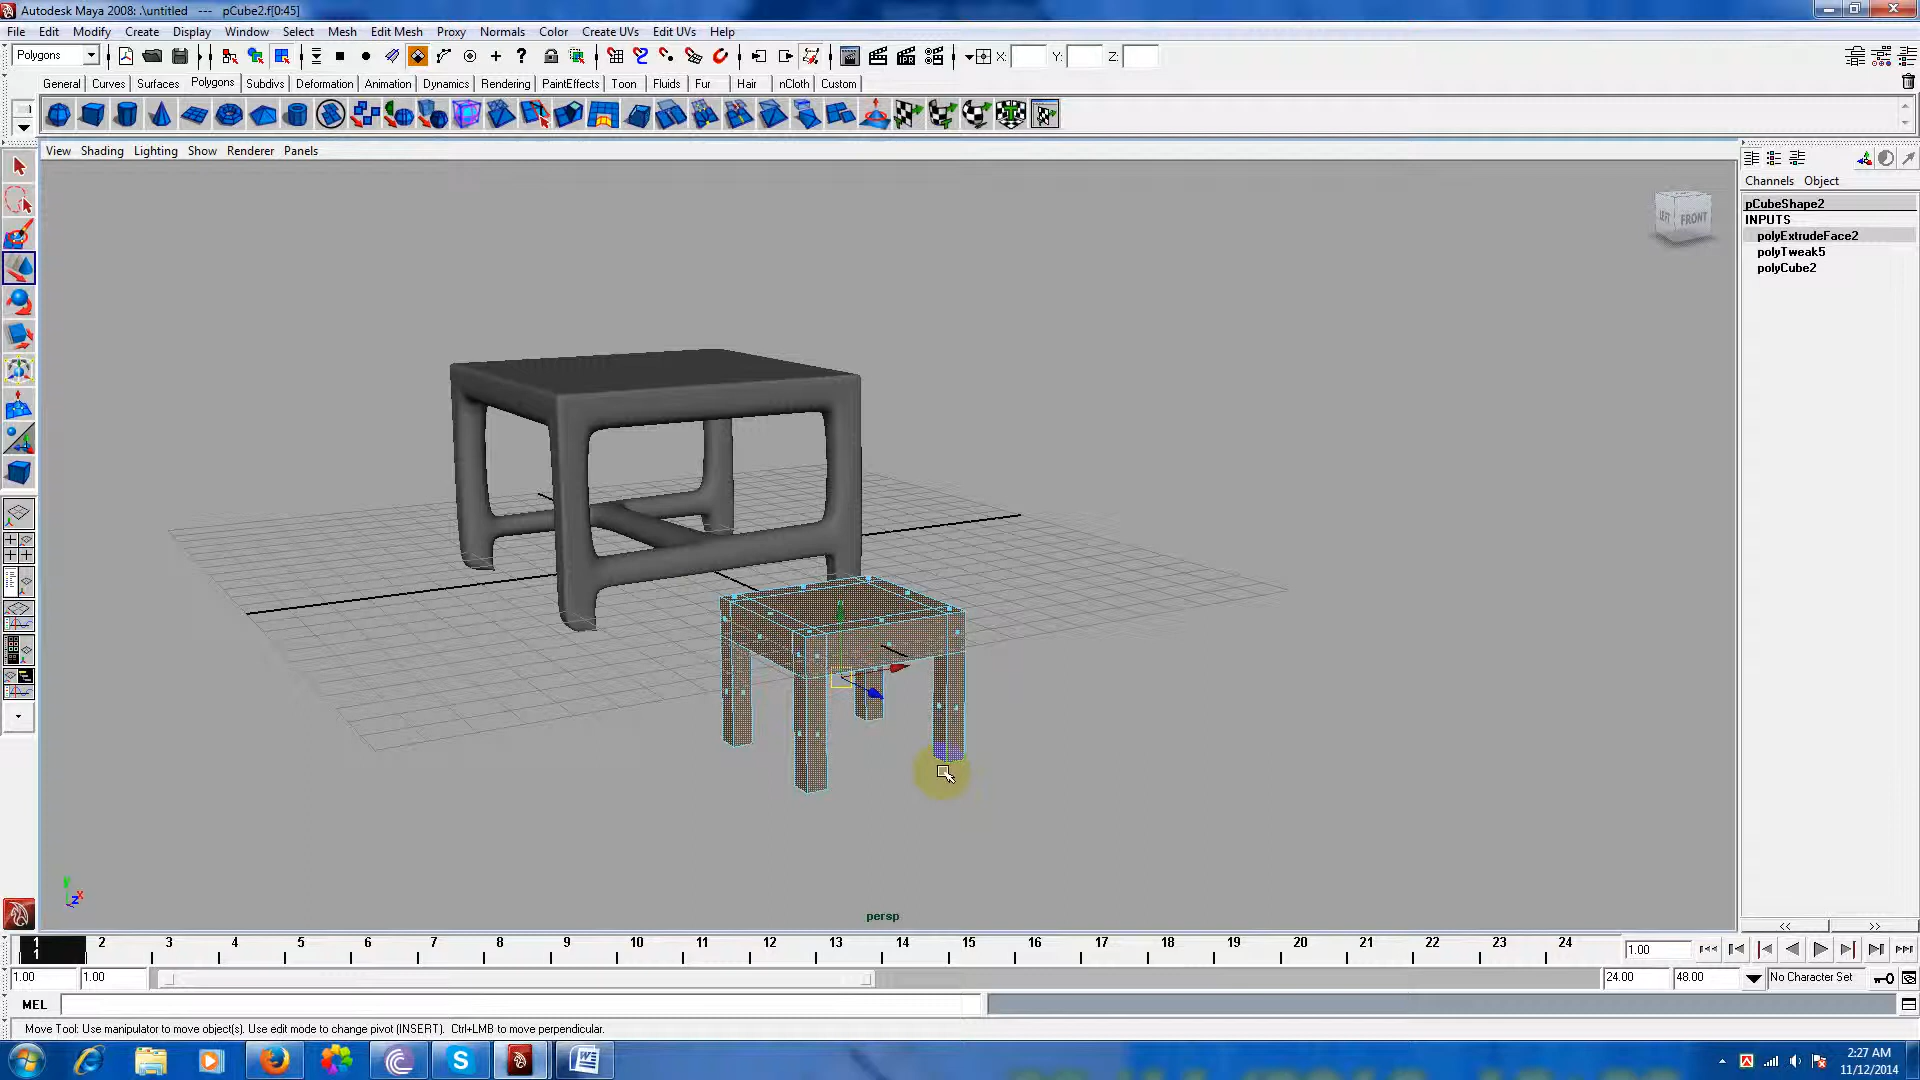 Autodesk Maya 2008: .\untitled   ---   pCube2.f[0:45]
File Edit Modify Create Display Window Select Mesh Edit Mesh Proxy Normals Color Create UVs Edit UVs Help
Polygons X: Y: Z:
General Curves Surfaces Polygons Subdivs Deformation Animation Dynamics Rendering PaintEffects Toon Fluids Fur Hair nCloth Custom
View Shading Lighting Show Renderer Panels
Channels Object
pCubeShape2
INPUTS
polyExtrudeFace2
polyTweak5
polyCube2
LEFT FRONT
y x z
persp
<< >>
1 2 3 4 5 6 7 8 9 10 11 12 13 14 15 16 17 18 19 20 21 22 23 24 1.00
1
1.00 1.00 24.00 48.00 No Character Set
MEL
Move Tool: Use manipulator to move object(s). Use edit mode to change pivot (INSERT). Ctrl+LMB to move perpendicular.
2:27 AM
11/12/2014